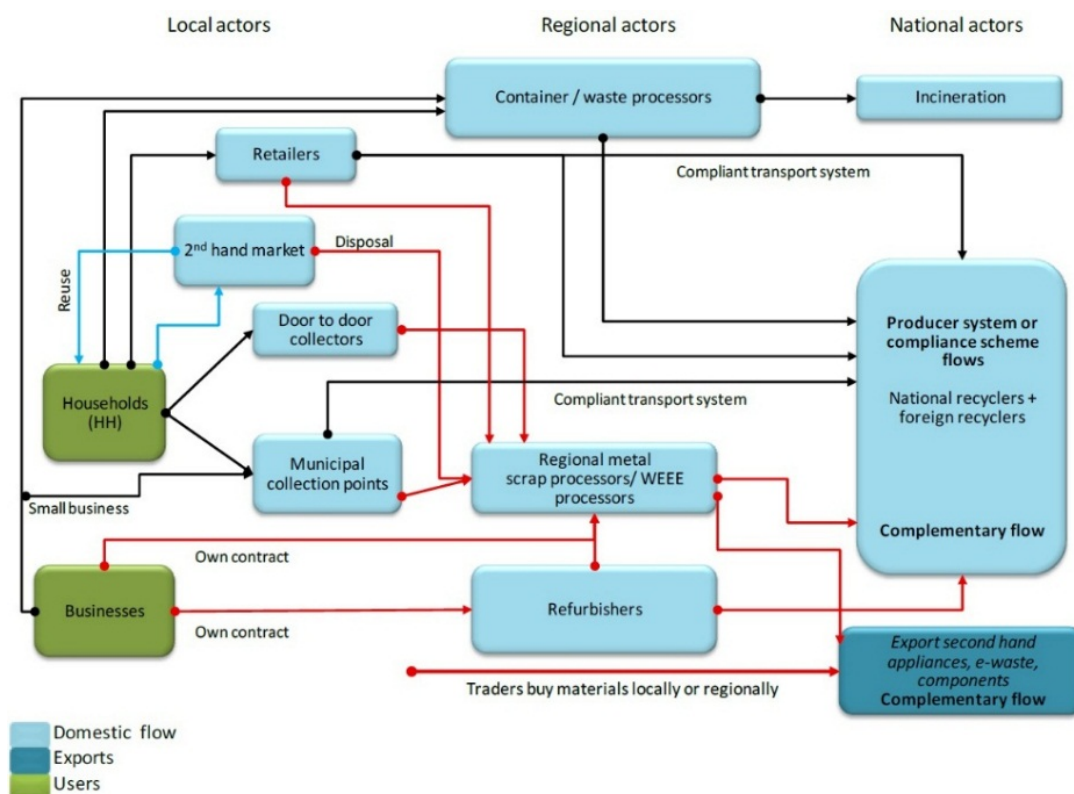 Local actors
Regional actors
National actors
Container / waste processors
Incineration
Retailers
Compliant transport system
2nd hand market
Disposal
Reuse
Door to door
collectors
Producer system or
compliance scheme
flows
National recyclers +
foreign recyclers
Complementary flow
Households
(HH)
Compliant transport system
Municipal
collection points
Regional metal
scrap processors/ WEEE
processors
Small business
Own contract
Businesses
Own contract
Refurbishers
Export second hand
appliances, e-waste,
components
Complementary flow
Traders buy materials locally or regionally
Domestic flow
Exports
Users